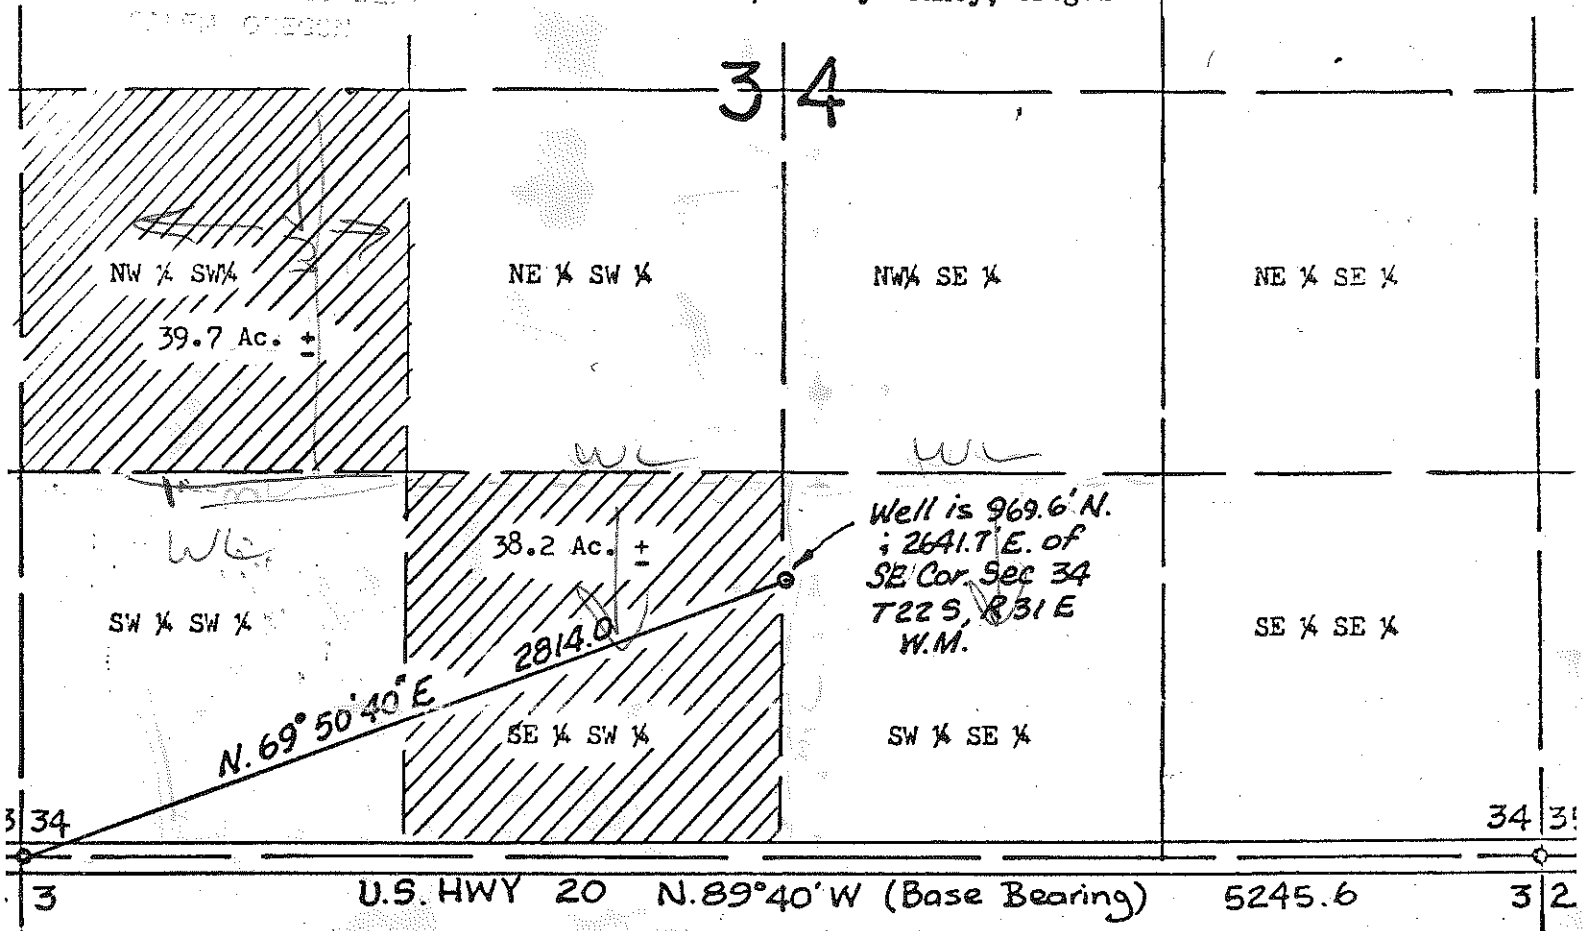 3 4
NW ¼ SW¼
NE ¼ SW ¼
NW¼ SE ¼
NE ¼ SE ¼
39.7 Ac. ±
WL
WL
Well is 969.6' N.
; 2641.7' E. of
SE Cor. Sec 34
T22 S, R31 E
W.M.
38.2 Ac. ±
SW ¼ SW ¼
2814.0
N. 69° 50' 40" E
SE ¼ SW ¼
SW ¼ SE ¼
SE ¼ SE ¼
34
34
3
U.S. HWY 20 N. 89° 40' W (Base Bearing) 5245.6
3 2